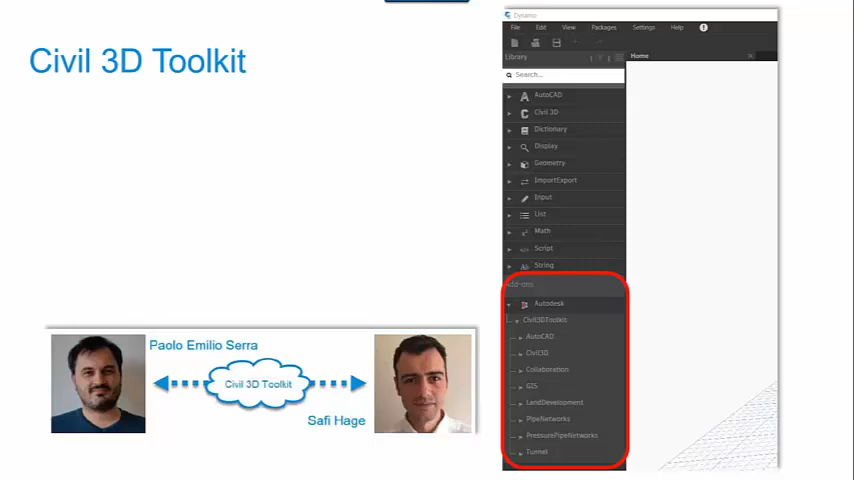 Civil 3D Toolkit
Paolo Emilio Serra
Civil 3D Toolkit
Safi Hage
Dynamo
File Edit View Packages Settings Help
Library
Home
Search...
AutoCAD
Civil 3D
Dictionary
Display
Geometry
ImportExport
Input
List
Math
Script
String
Add-ons
Autodesk
Civil3DToolkit
AutoCAD
Civil3D
Collaboration
GIS
LandDevelopment
PipeNetworks
PressurePipeNetworks
Tunnel